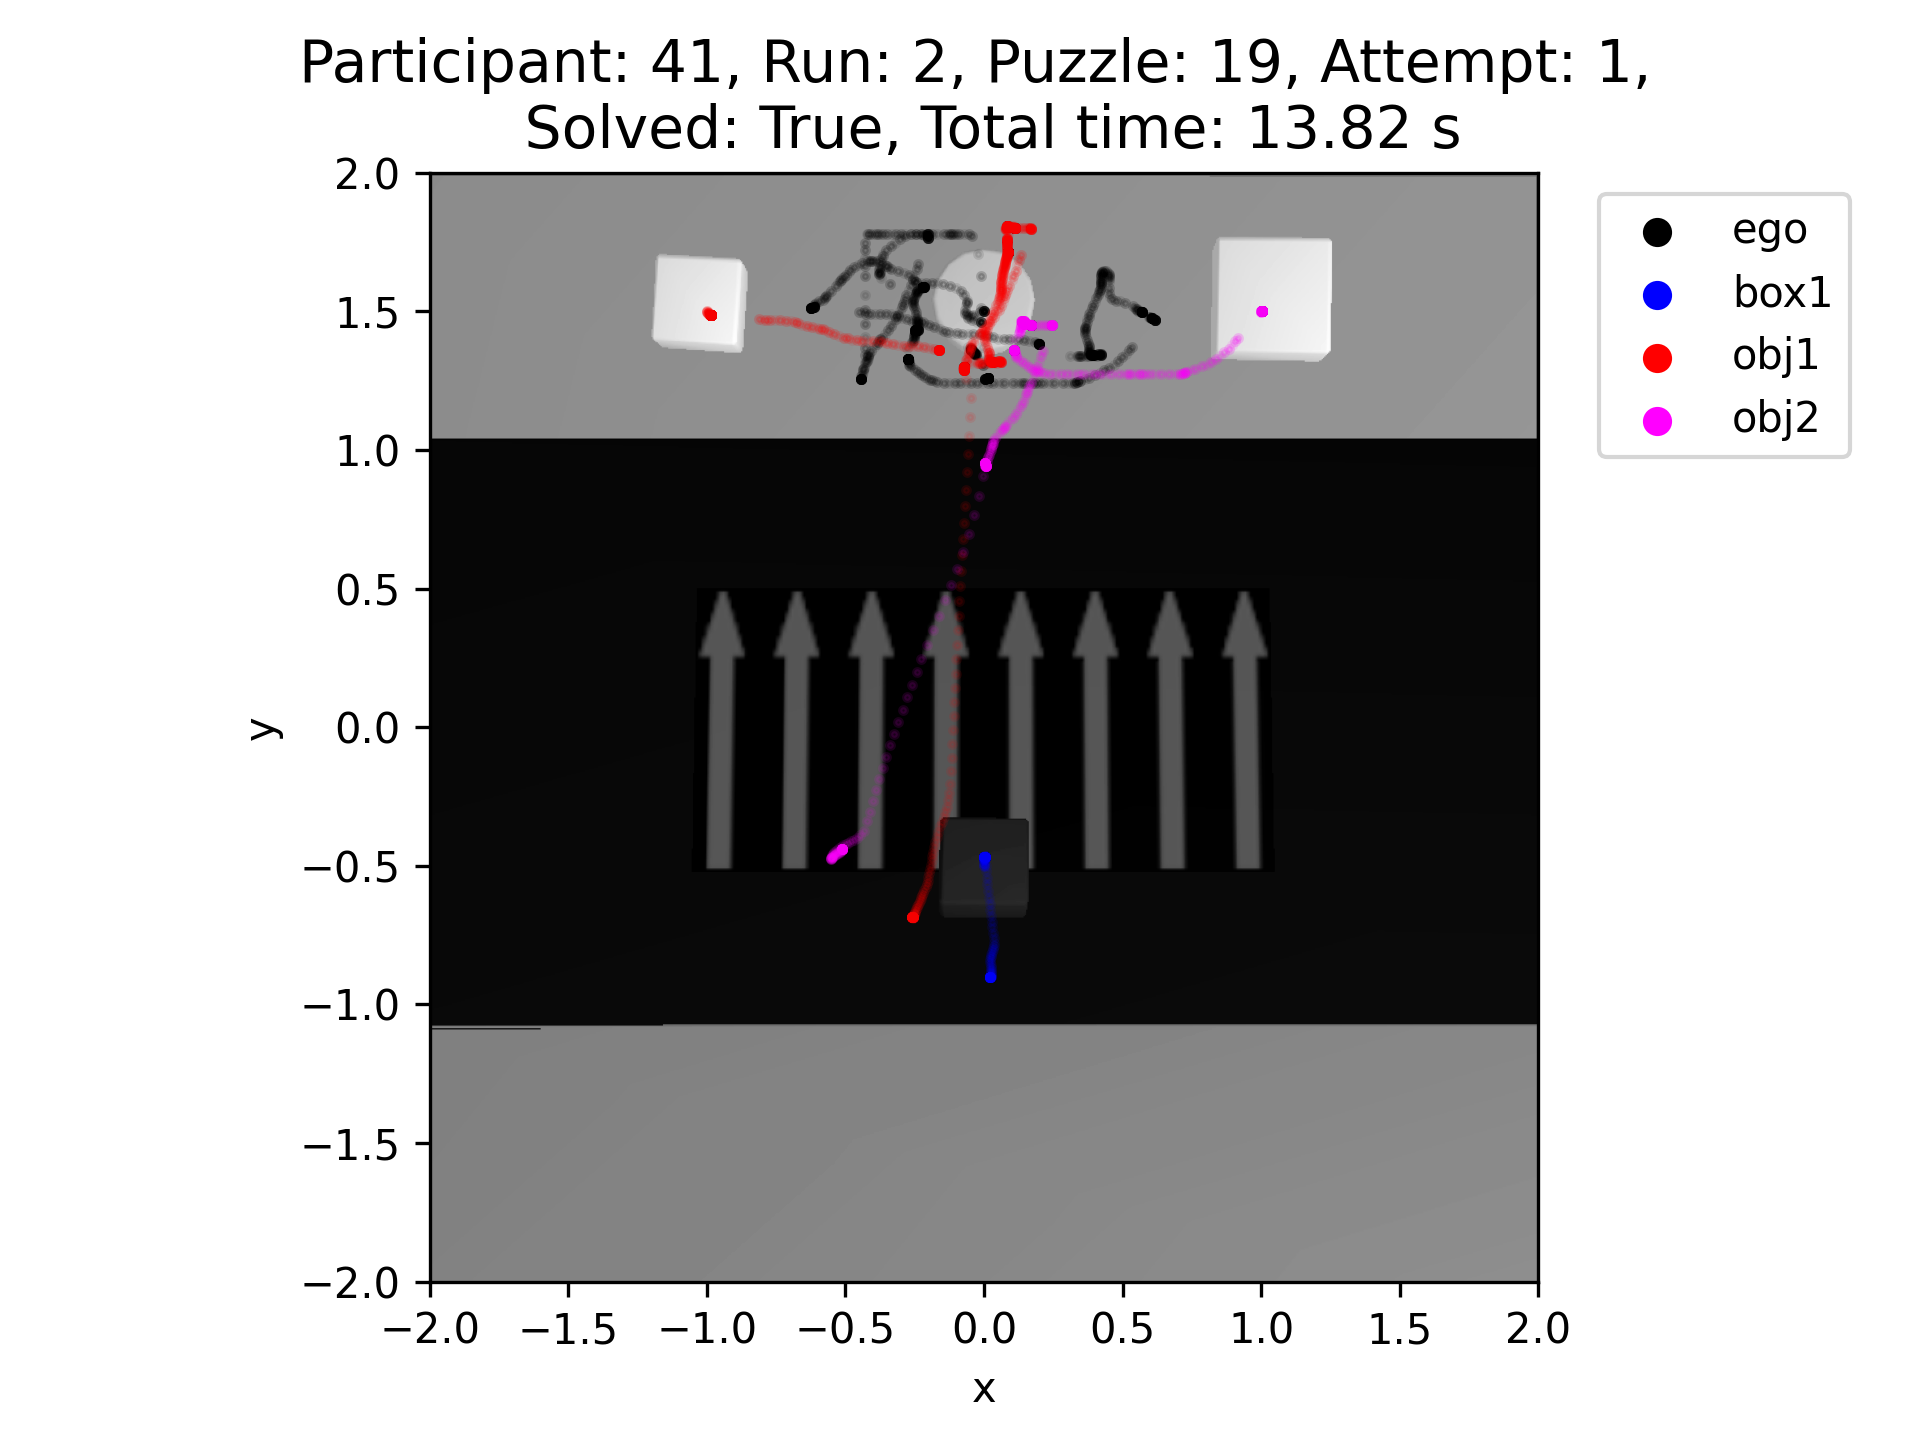 Participant: 41, Run: 2, Puzzle: 19, Attempt: 1,
Solved: True, Total time: 13.82 s
ego
box1
obj1
obj2
2.0
1.5
1.0
0.5
0.0
−0.5
−1.0
−1.5
−2.0
y
−2.0 −1.5 −1.0 −0.5 0.0 0.5 1.0 1.5 2.0
x